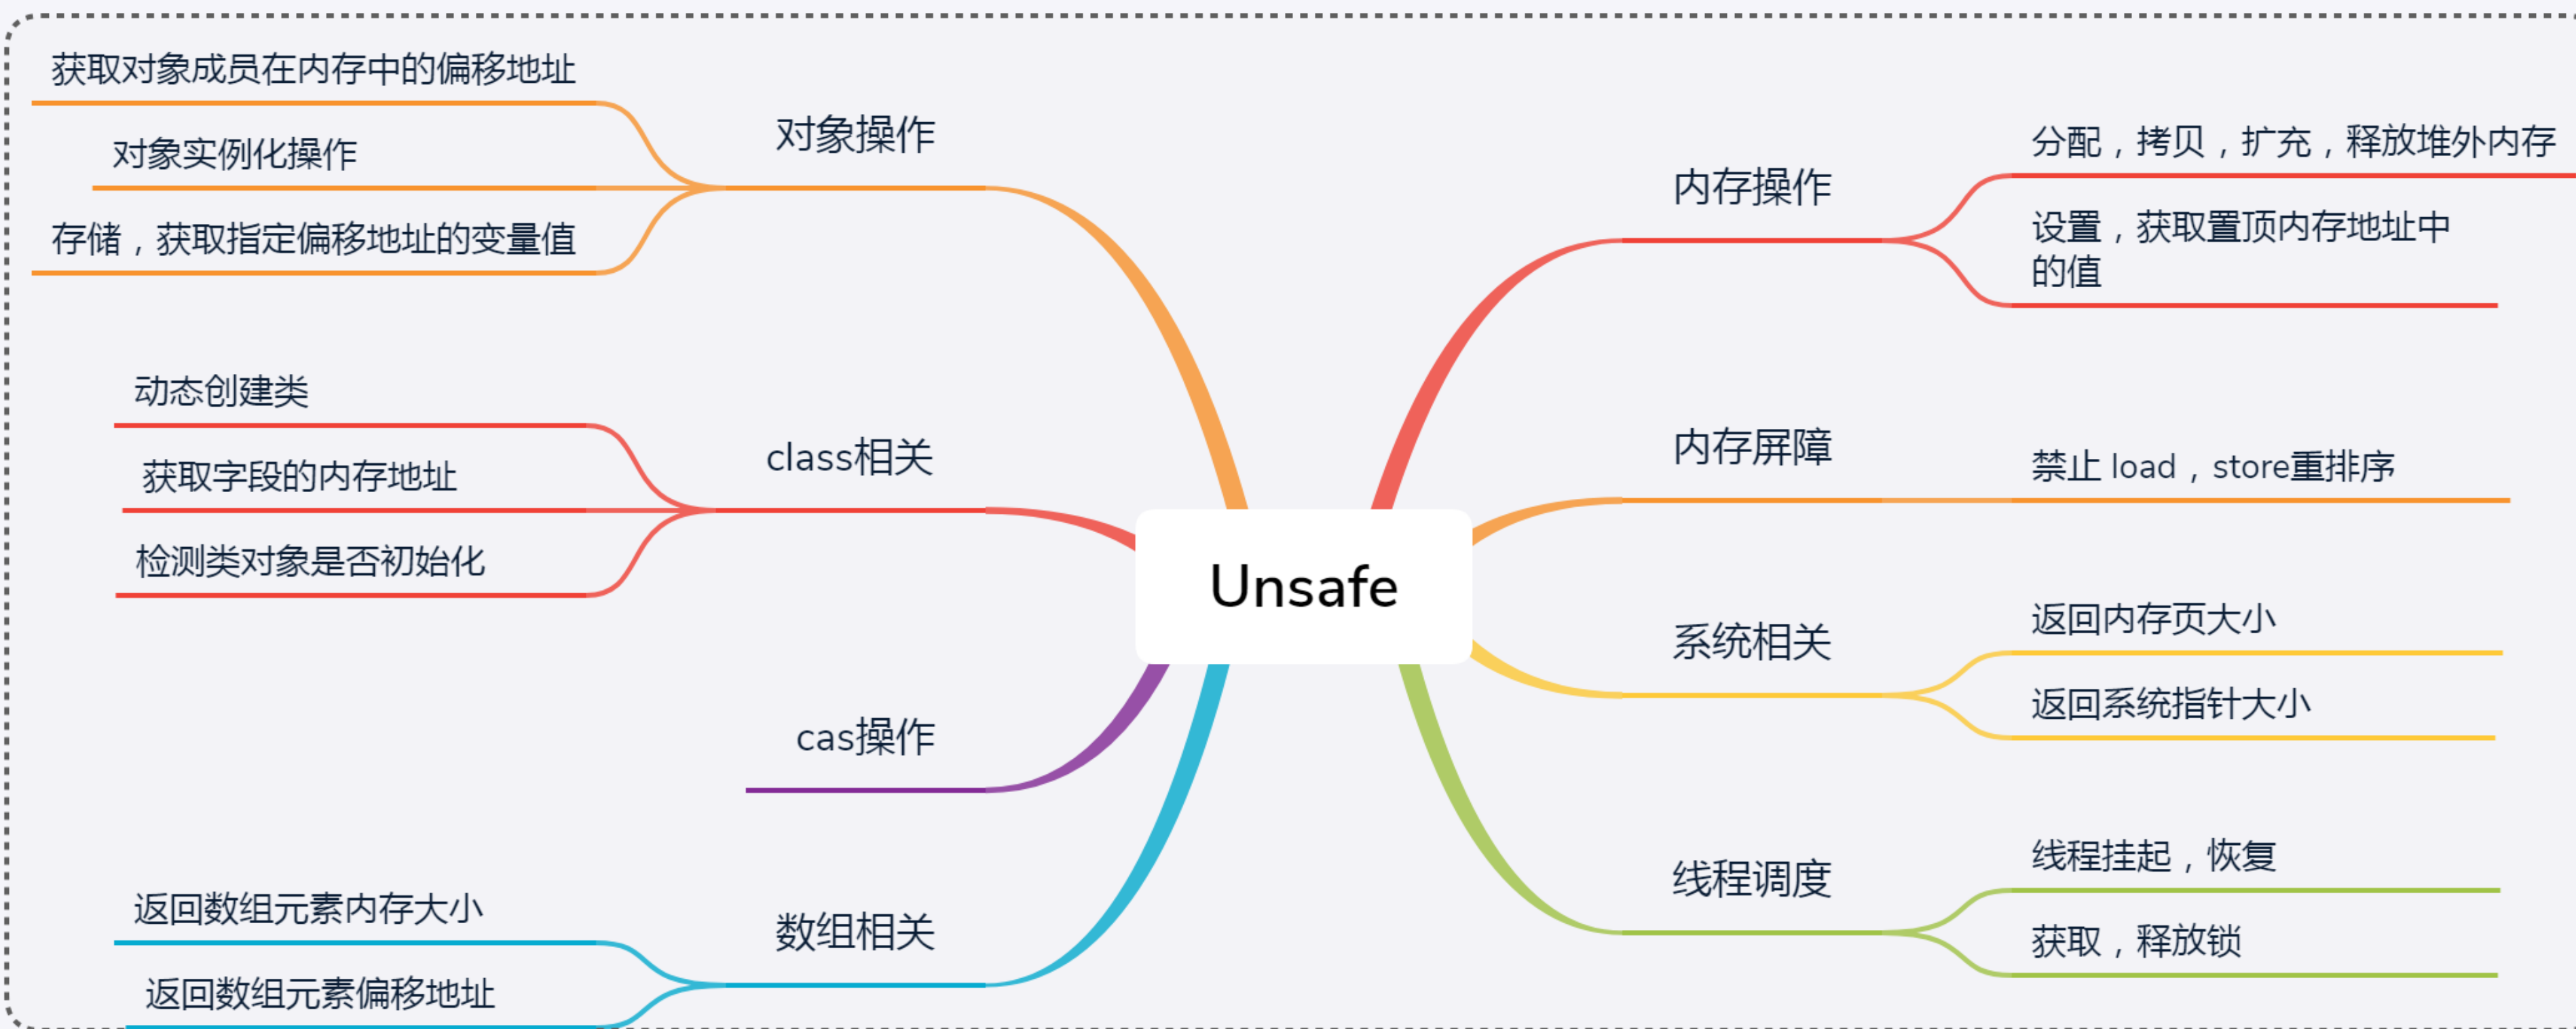 获取对象成员在内存中的偏移地址
对象实例化操作
存储，获取指定偏移地址的变量值
对象操作
动态创建类
获取字段的内存地址
检测类对象是否初始化
class相关
cas操作
返回数组元素内存大小
返回数组元素偏移地址
数组相关
Unsafe
内存操作
分配，拷贝，扩充，释放堆外内存
设置，获取置顶内存地址中
的值
内存屏障
禁止 load，store重排序
系统相关
返回内存页大小
返回系统指针大小
线程调度
线程挂起，恢复
获取，释放锁